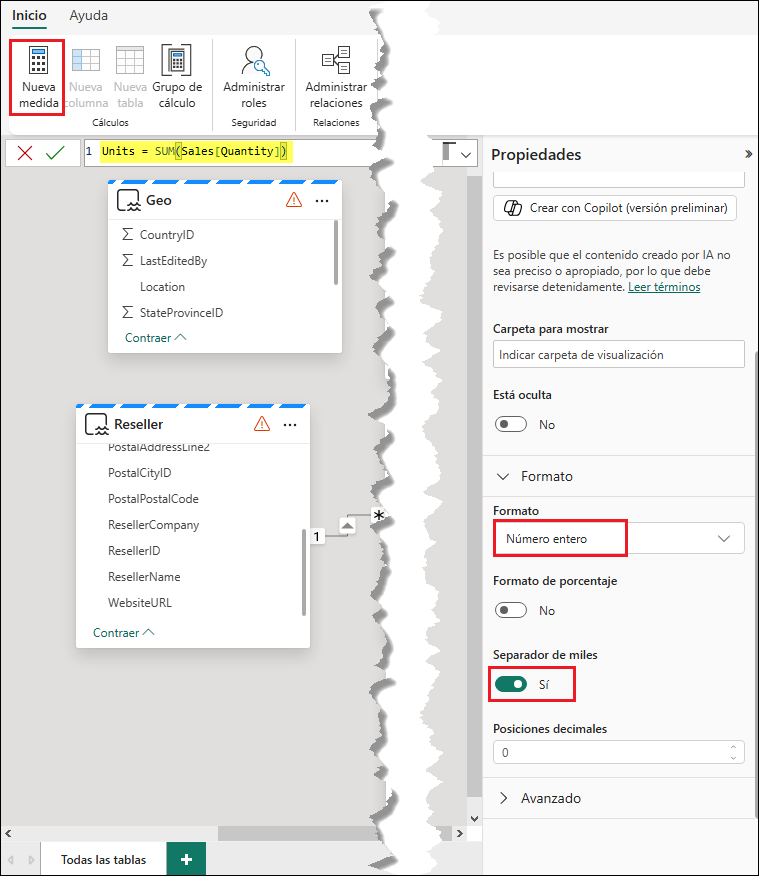 Inicio Ayuda
Nueva medida
Nueva columna
Nueva tabla
Grupo de cálculo
Administrar roles
Administrar relaciones
Cálculos
Seguridad
Relaciones
1 Units = SUM(Sales[Quantity])
Geo
CountryID
LastEditedBy
Location
StateProvinceID
Contraer
Reseller
PostalAddressLine2
PostalCityID
PostalPostalCode
ResellerCompany
ResellerID
ResellerName
WebsiteURL
Contraer
1
*
Todas las tablas
+
Propiedades
Crear con Copilot (versión preliminar)
Es posible que el contenido creado por IA no
sea preciso o apropiado, por lo que debe
revisarse detenidamente. Leer términos
Carpeta para mostrar
Indicar carpeta de visualización
Está oculta
No
Formato
Formato
Número entero
Formato de porcentaje
No
Separador de miles
Sí
Posiciones decimales
0
Avanzado